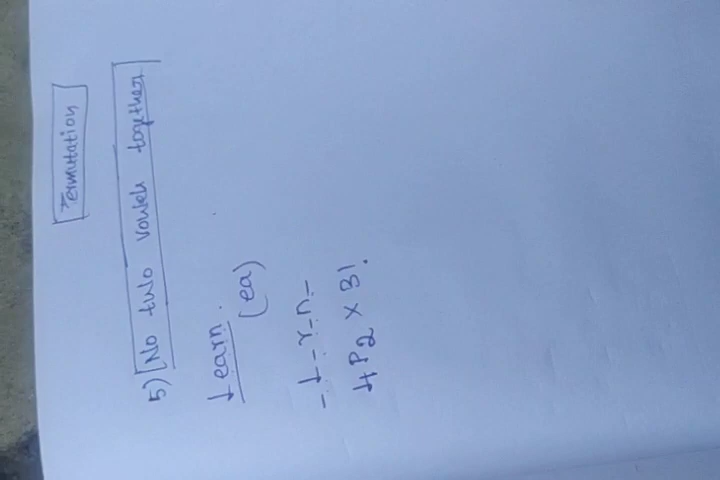 Permutation
5) No two vowels together
Learn.
(ea)
- L - r - n -
4P2 x 3!